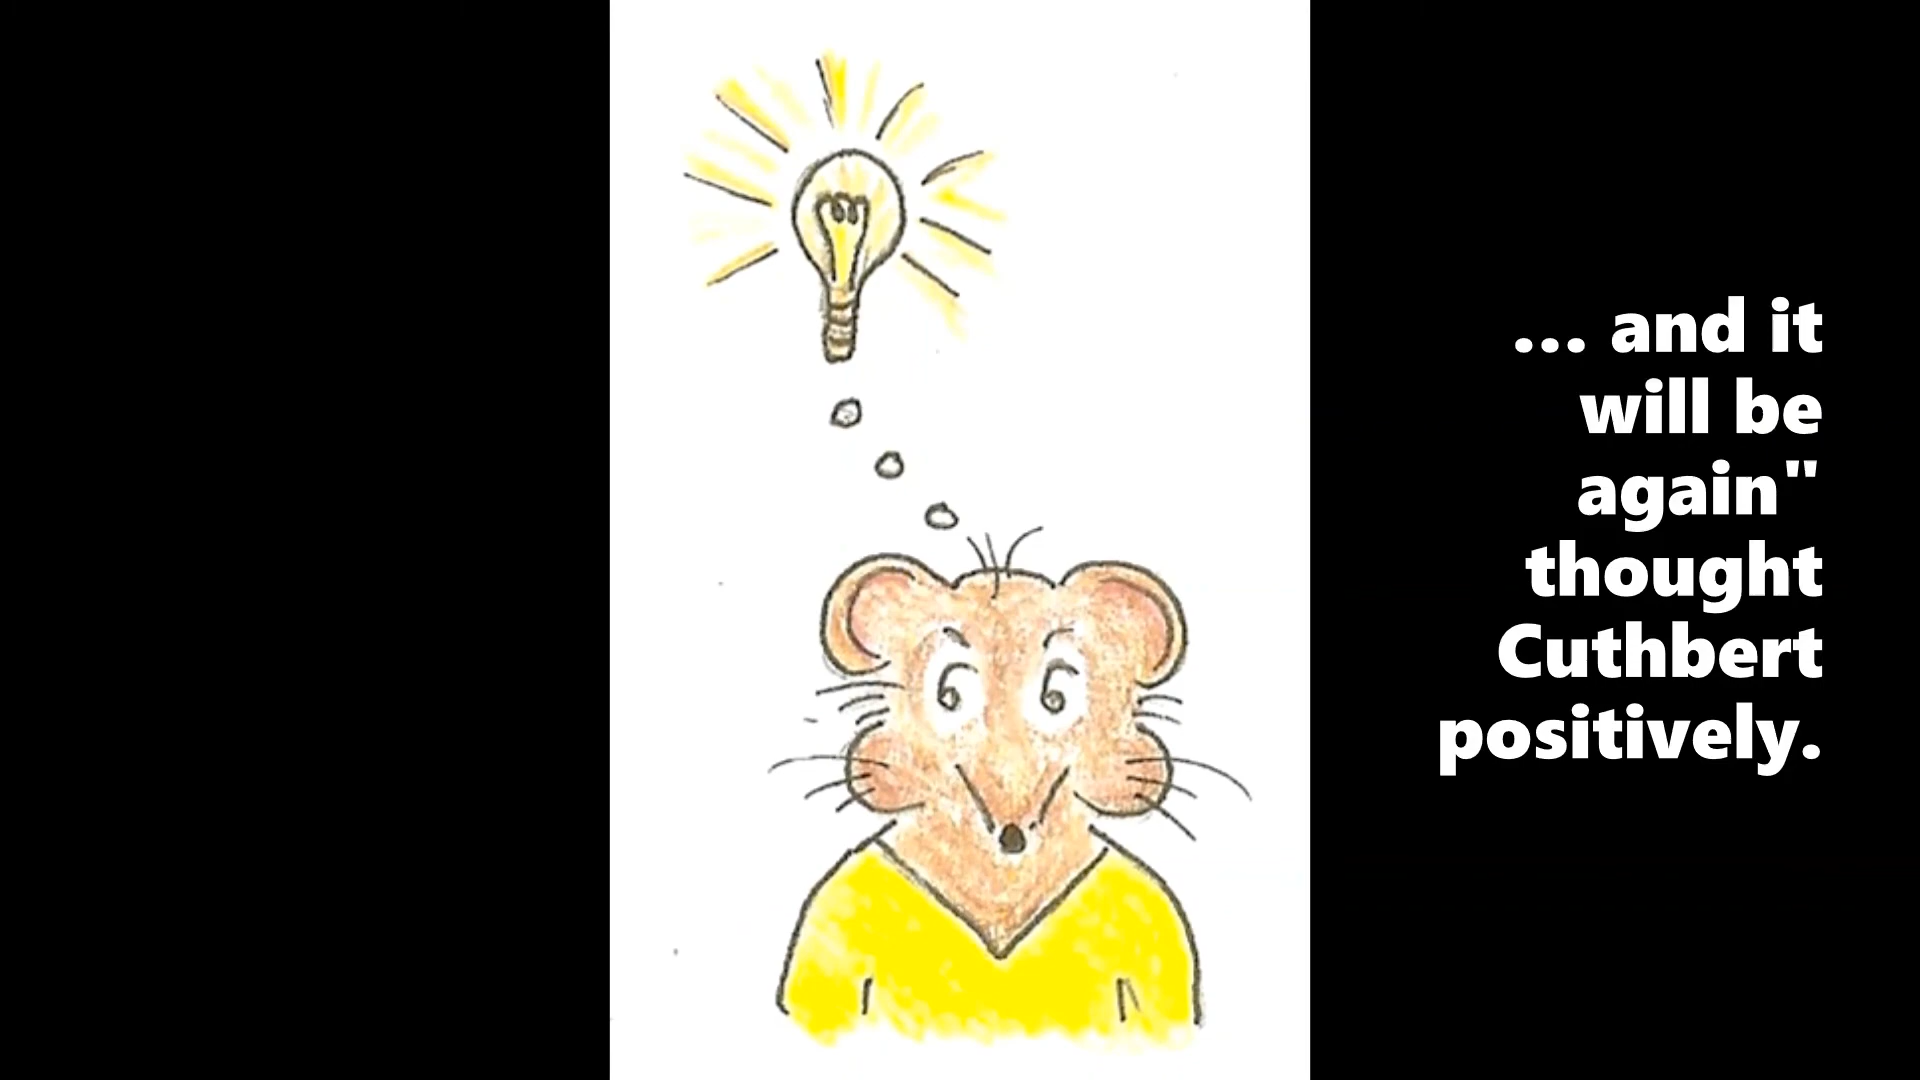 ... and it
will be
again"
thought
Cuthbert
positively.